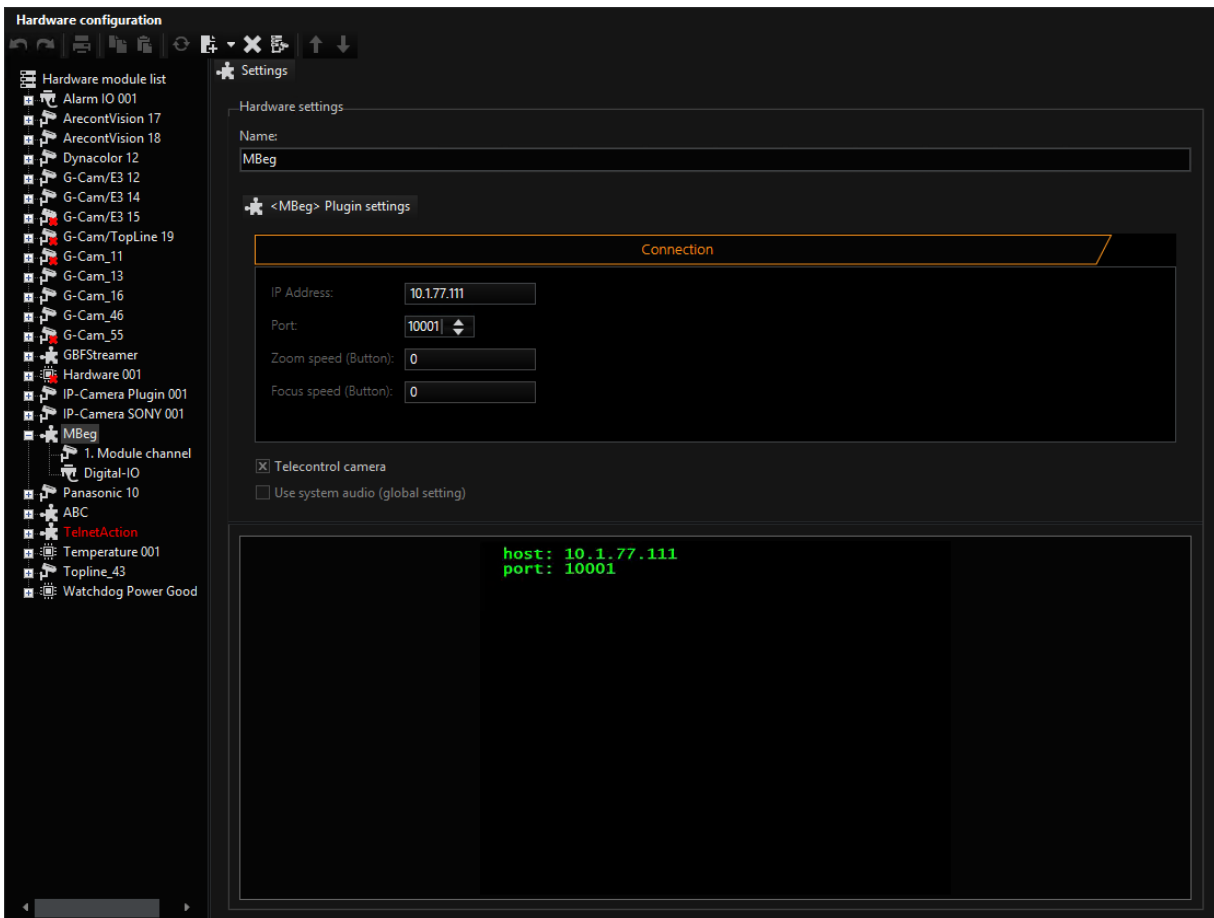 Hardware configuration
Hardware module list
Alarm IO 001
ArecontVision 17
ArecontVision 18
Dynacolor 12
G-Cam/E3 12
G-Cam/E3 14
G-Cam/E3 15
G-Cam/TopLine 19
G-Cam_11
G-Cam_13
G-Cam_16
G-Cam_46
G-Cam_55
GBFStreamer
Hardware 001
IP-Camera Plugin 001
IP-Camera SONY 001
MBeg
1. Module channel
Digital-IO
Panasonic 10
ABC
TelnetAction
Temperature 001
Topline_43
Watchdog Power Good
Settings
Hardware settings
Name:
MBeg
<MBeg> Plugin settings
Connection
IP Address: 10.1.77.111
Port: 10001
Zoom speed (Button): 0
Focus speed (Button): 0
Telecontrol camera
Use system audio (global setting)
host: 10.1.77.111
port: 10001